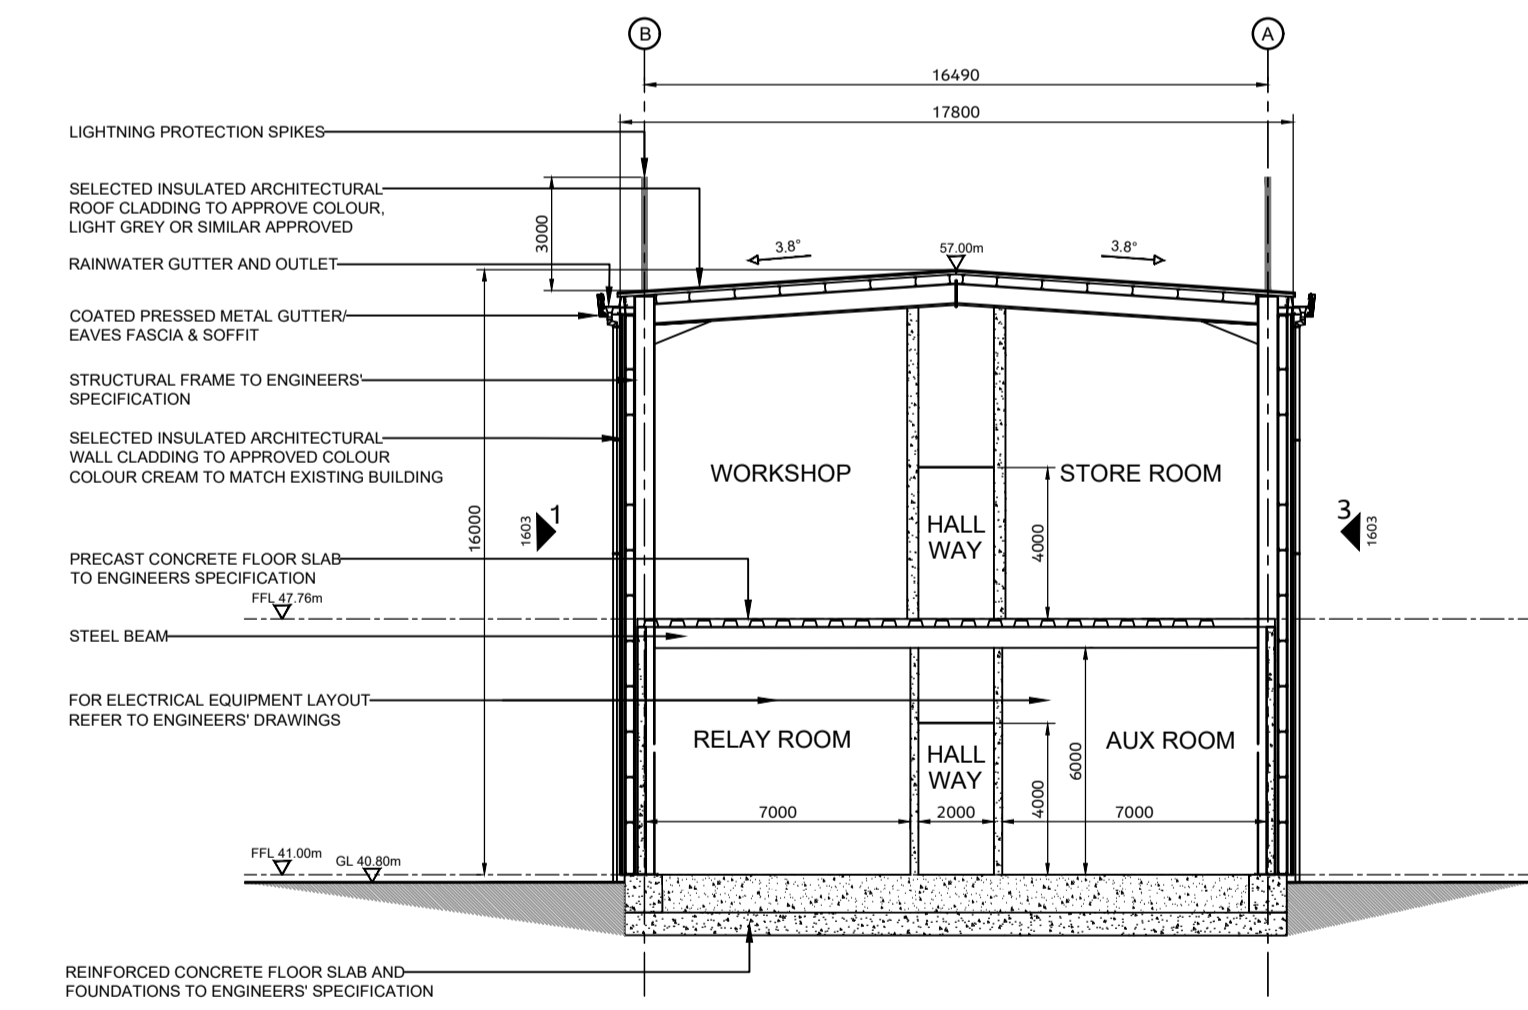 B
A
16490
17800
LIGHTNING PROTECTION SPIKES
SELECTED INSULATED ARCHITECTURAL
ROOF CLADDING TO APPROVE COLOUR,
LIGHT GREY OR SIMILAR APPROVED
3000
3.8°
57.00m
3.8°
RAINWATER GUTTER AND OUTLET
COATED PRESSED METAL GUTTER/
EAVES FASCIA & SOFFIT
STRUCTURAL FRAME TO ENGINEERS'
SPECIFICATION
SELECTED INSULATED ARCHITECTURAL
WALL CLADDING TO APPROVED COLOUR
COLOUR CREAM TO MATCH EXISTING BUILDING
WORKSHOP
STORE ROOM
16000
1603
1
HALL
WAY
4000
3
1603
PRECAST CONCRETE FLOOR SLAB
TO ENGINEERS SPECIFICATION
FFL 47.76m
STEEL BEAM
FOR ELECTRICAL EQUIPMENT LAYOUT
REFER TO ENGINEERS' DRAWINGS
RELAY ROOM
HALL
WAY
AUX ROOM
4000
6000
7000
2000
7000
FFL 41.00m
GL 40.80m
REINFORCED CONCRETE FLOOR SLAB AND
FOUNDATIONS TO ENGINEERS' SPECIFICATION